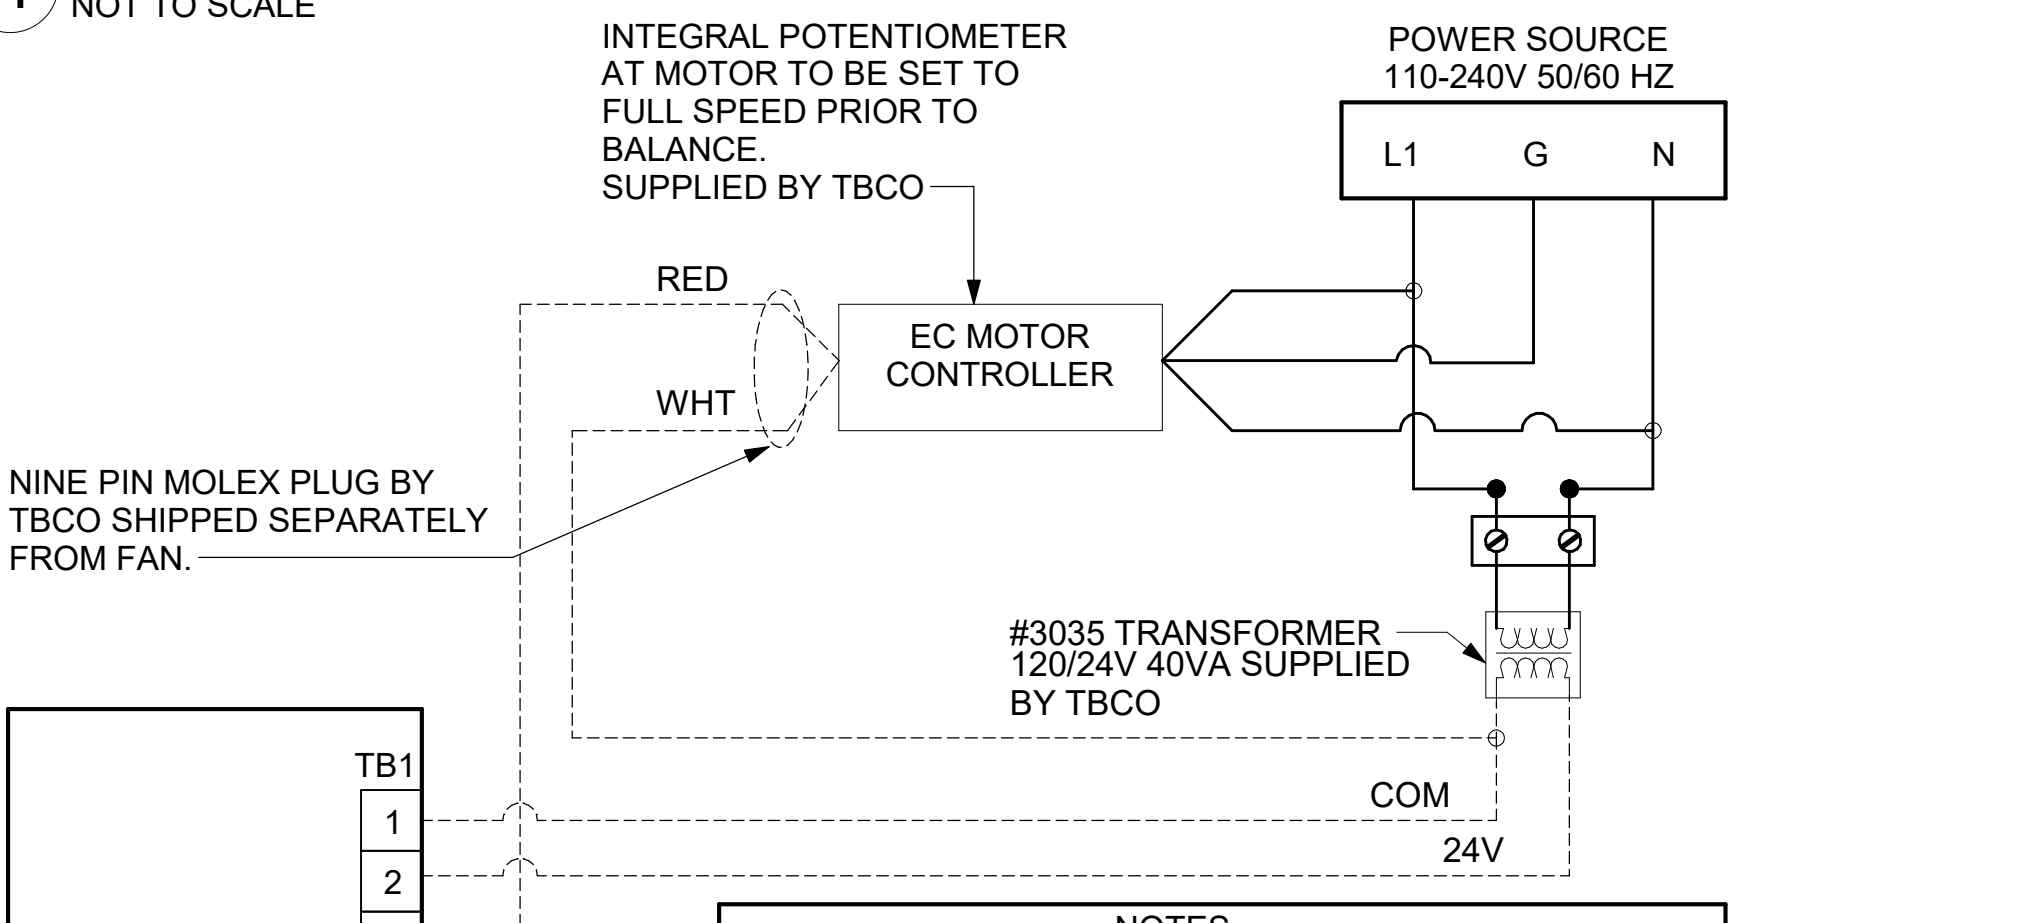 NOT TO SCALE
INTEGRAL POTENTIOMETER
AT MOTOR TO BE SET TO
FULL SPEED PRIOR TO
BALANCE.
SUPPLIED BY TBCO
POWER SOURCE
110-240V 50/60 HZ
L1 G N
RED
EC MOTOR
CONTROLLER
WHT
NINE PIN MOLEX PLUG BY
TBCO SHIPPED SEPARATELY
FROM FAN.
#3035 TRANSFORMER
120/24V 40VA SUPPLIED
BY TBCO
TB1
1
COM
2
24V
NOTES